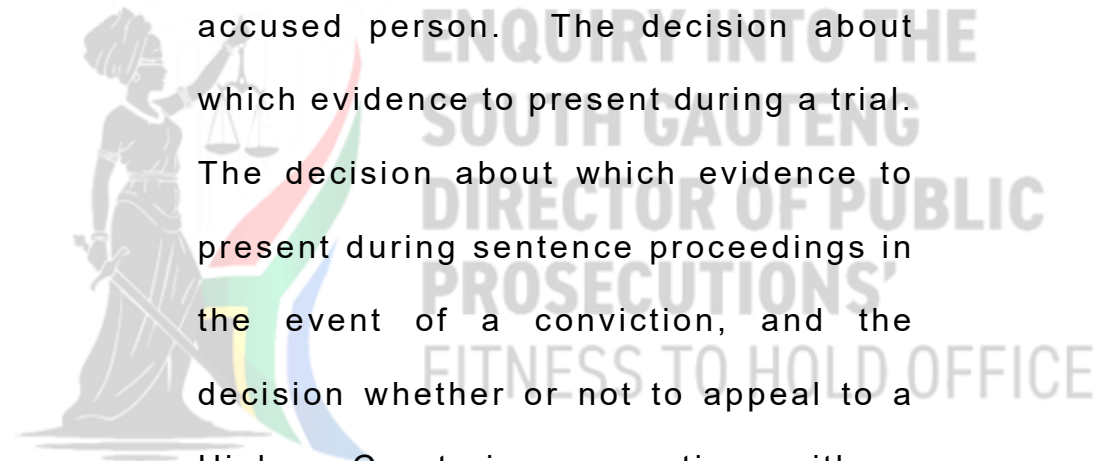 accused person. The decision about
ENQUIRY INTO THE
which evidence to present during a trial.
SOUTH GAUTENG
The decision about which evidence to
DIRECTOR OF PUBLIC
present during sentence proceedings in
PROSECUTIONS'
the event of a conviction, and the
FITNESS TO HOLD OFFICE
decision whether or not to appeal to a